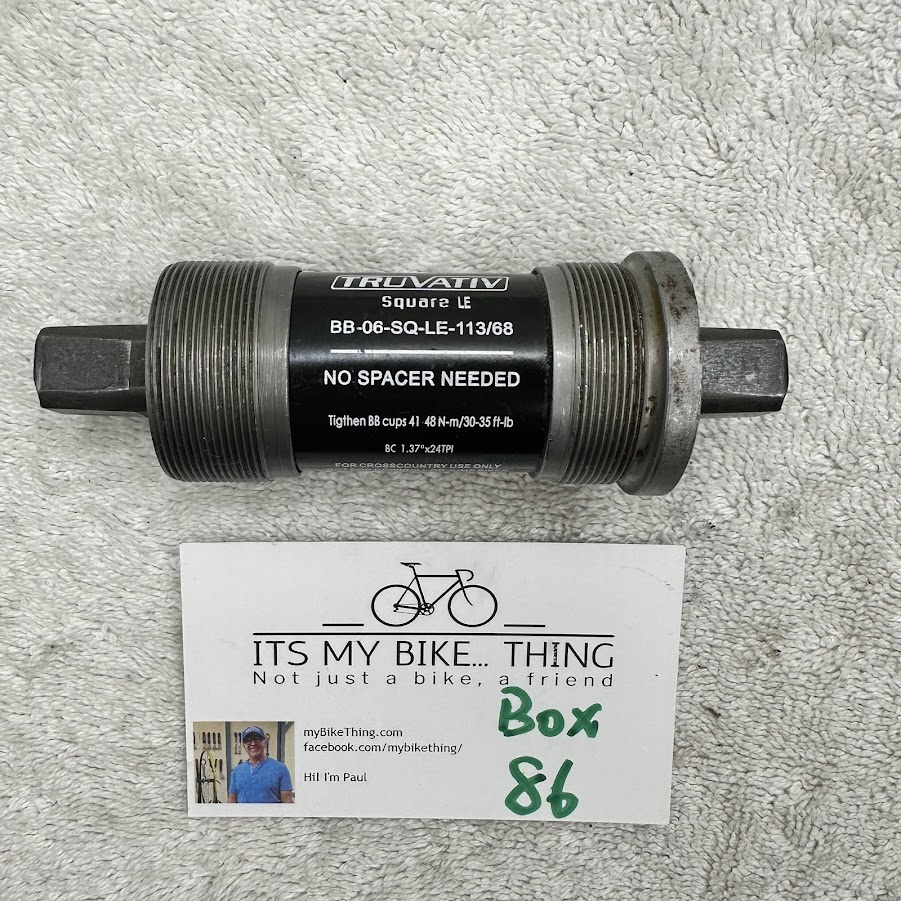 TRUVATIV
Square LE
BB-06-SQ-LE-113/68
NO SPACER NEEDED
Tigthen BB cups 41 48 N-m/30-35 ft-lb
BC 1.37"x24TPI
FOR CROSSCOUNTRY USE ONLY
ITS MY BIKE... THING
Not just a bike, a friend
Box
86
myBikeThing.com
facebook.com/mybikething/
Hi! I'm Paul